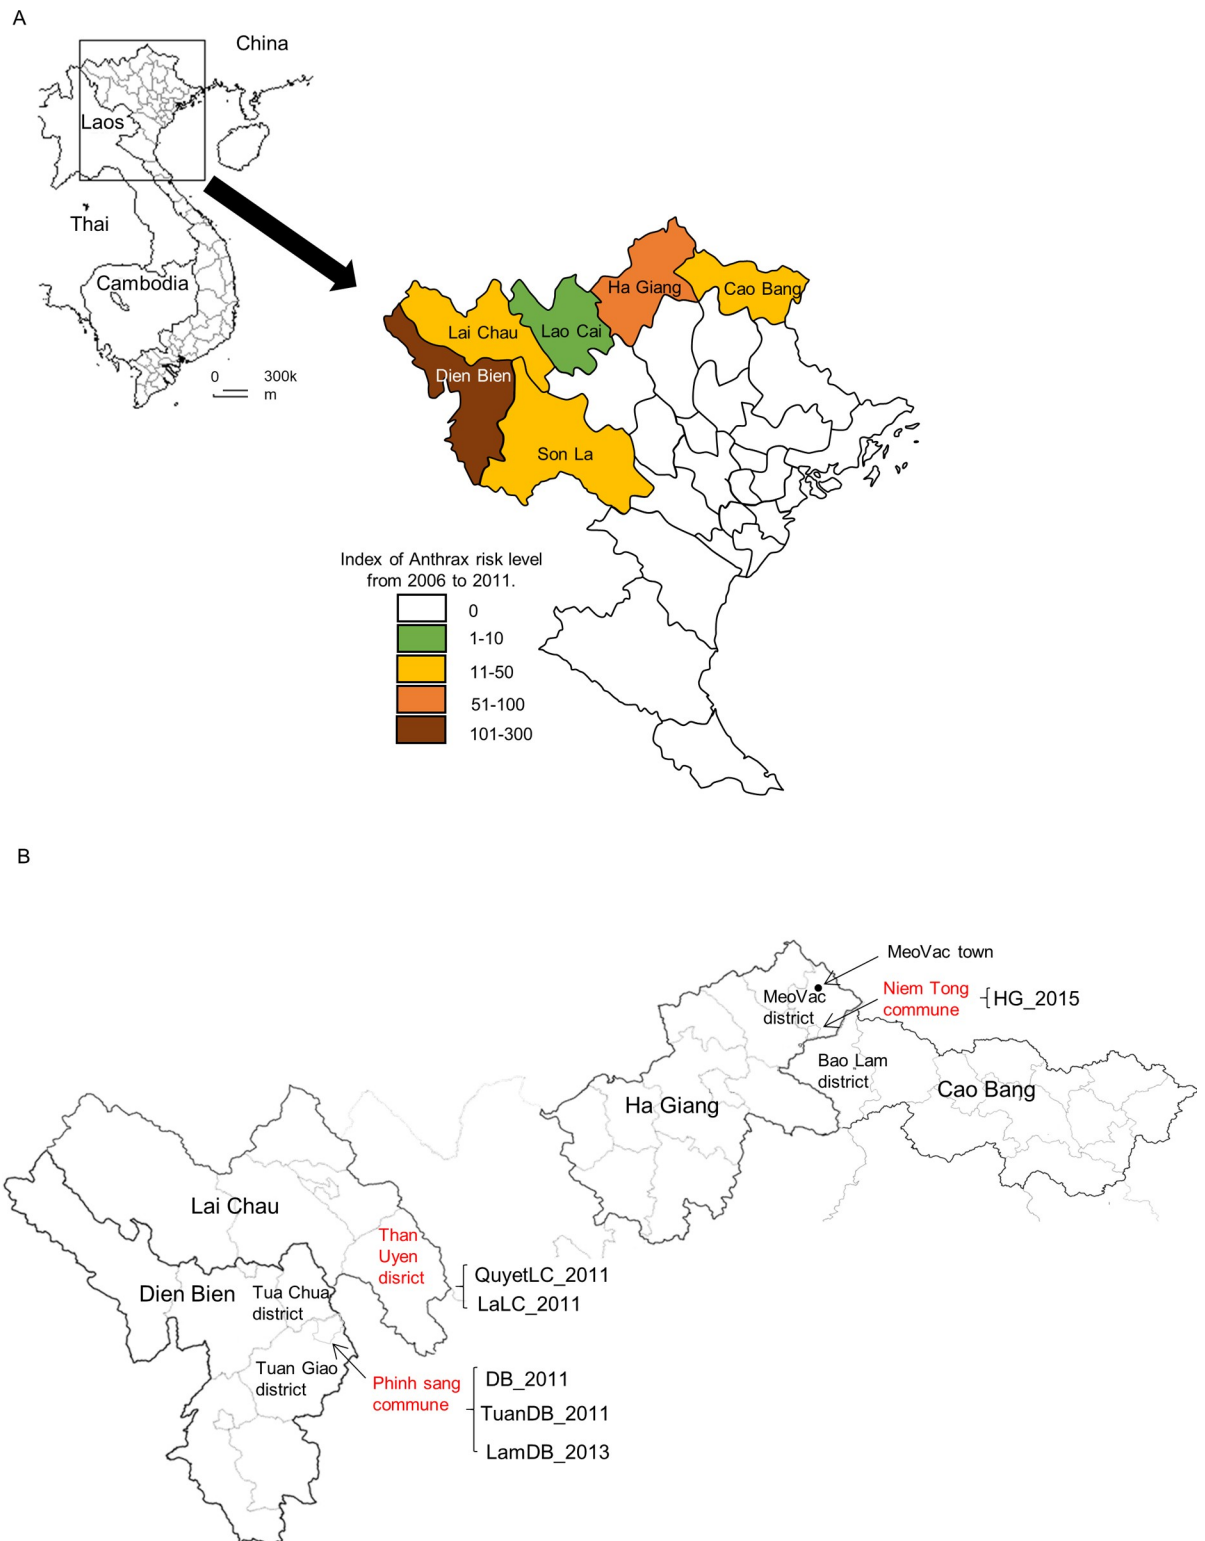 A
China
Laos
Thai
Cambodia
0 300k
m
Ha Giang
Cao Bang
Lai Chau
Lao Cai
Dien Bien
Son La
Index of Anthrax risk level
from 2006 to 2011.
0
1-10
11-50
51-100
101-300
B
MeoVac town
MeoVac
district
Niem Tong
commune
HG_2015
Bao Lam
district
Cao Bang
Ha Giang
Lai Chau
Than
Uyen
disrict
QuyetLC_2011
LaLC_2011
Dien Bien
Tua Chua
district
Tuan Giao
district
Phinh sang
commune
DB_2011
TuanDB_2011
LamDB_2013